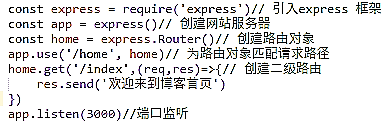 const express = require('express')// 引入express 框架
const app = express()// 创建网站服务器
const home = express.Router()// 创建路由对象
app.use('/home', home)// 为路由对象匹配请求路径
home.get('/index',(req,res)=>{// 创建二级路由
    res.send('欢迎来到博客首页')
})
app.listen(3000)//端口监听